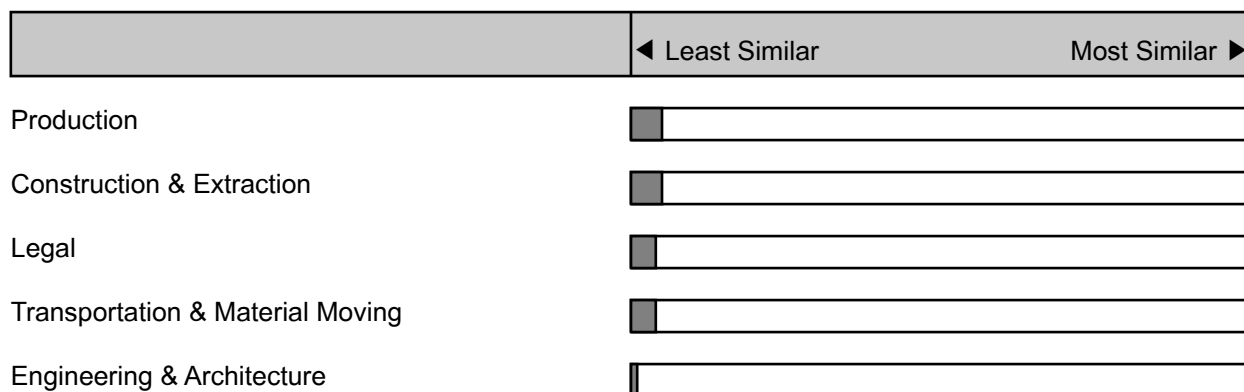 ◀ Least Similar Most Similar ▶
Production
Construction & Extraction
Legal
Transportation & Material Moving
Engineering & Architecture